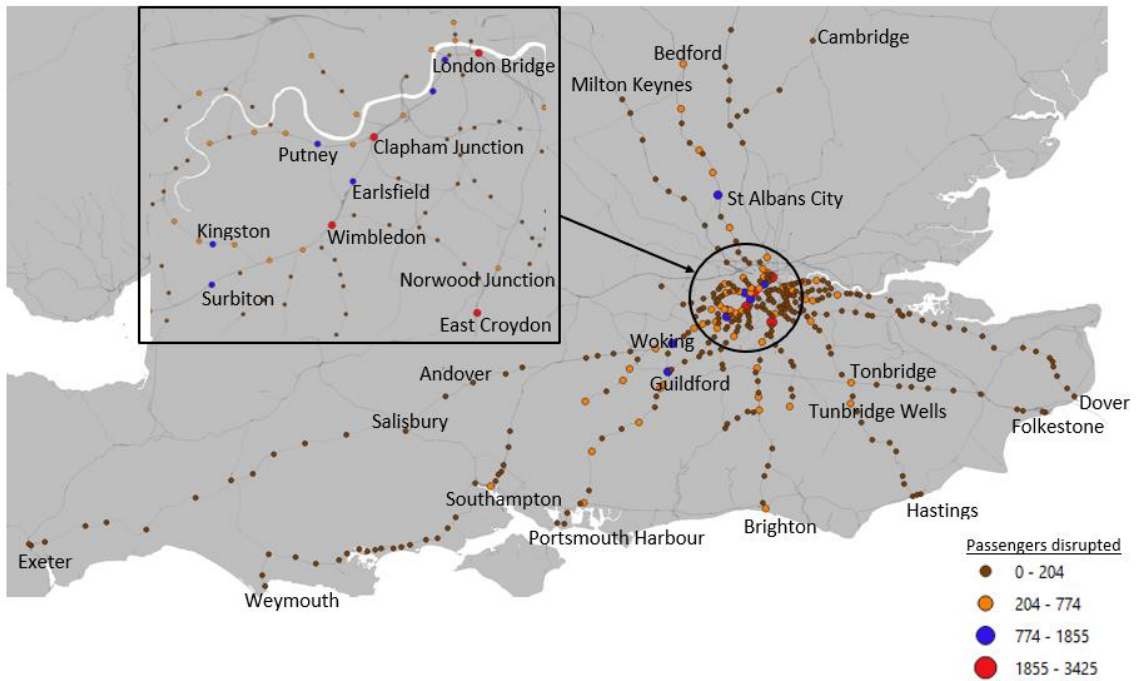 London Bridge
Putney
Clapham Junction
Earlsfield
Kingston
Wimbledon
Surbiton
Norwood Junction
East Croydon
Cambridge
Bedford
Milton Keynes
St Albans City
Woking
Guildford
Andover
Tonbridge
Salisbury
Tunbridge Wells
Dover
Folkestone
Southampton
Hastings
Portsmouth Harbour
Brighton
Exeter
Weymouth
Passengers disrupted
0 - 204
204 - 774
774 - 1855
1855 - 3425